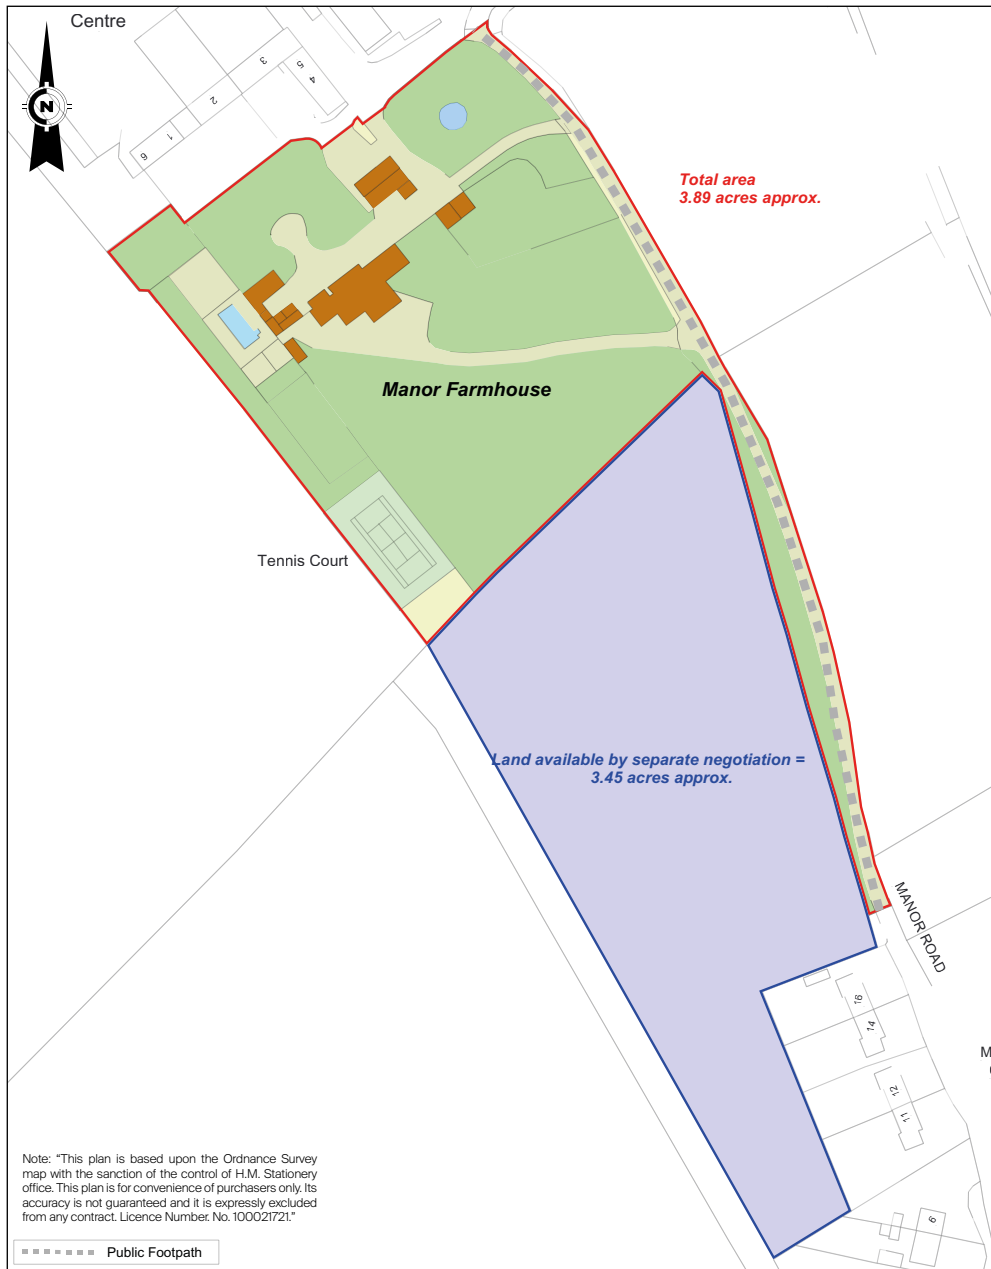 Centre
N
3
5
4
2
1
6
Total area
3.89 acres approx.
Manor Farmhouse
Tennis Court
Land available by separate negotiation =
3.45 acres approx.
MANOR ROAD
16
14
12
11
9
M
Note: “This plan is based upon the Ordnance Survey
map with the sanction of the control of H.M. Stationery
office. This plan is for convenience of purchasers only. Its
accuracy is not guaranteed and it is expressly excluded
from any contract. Licence Number. No. 100021721.”
Public Footpath